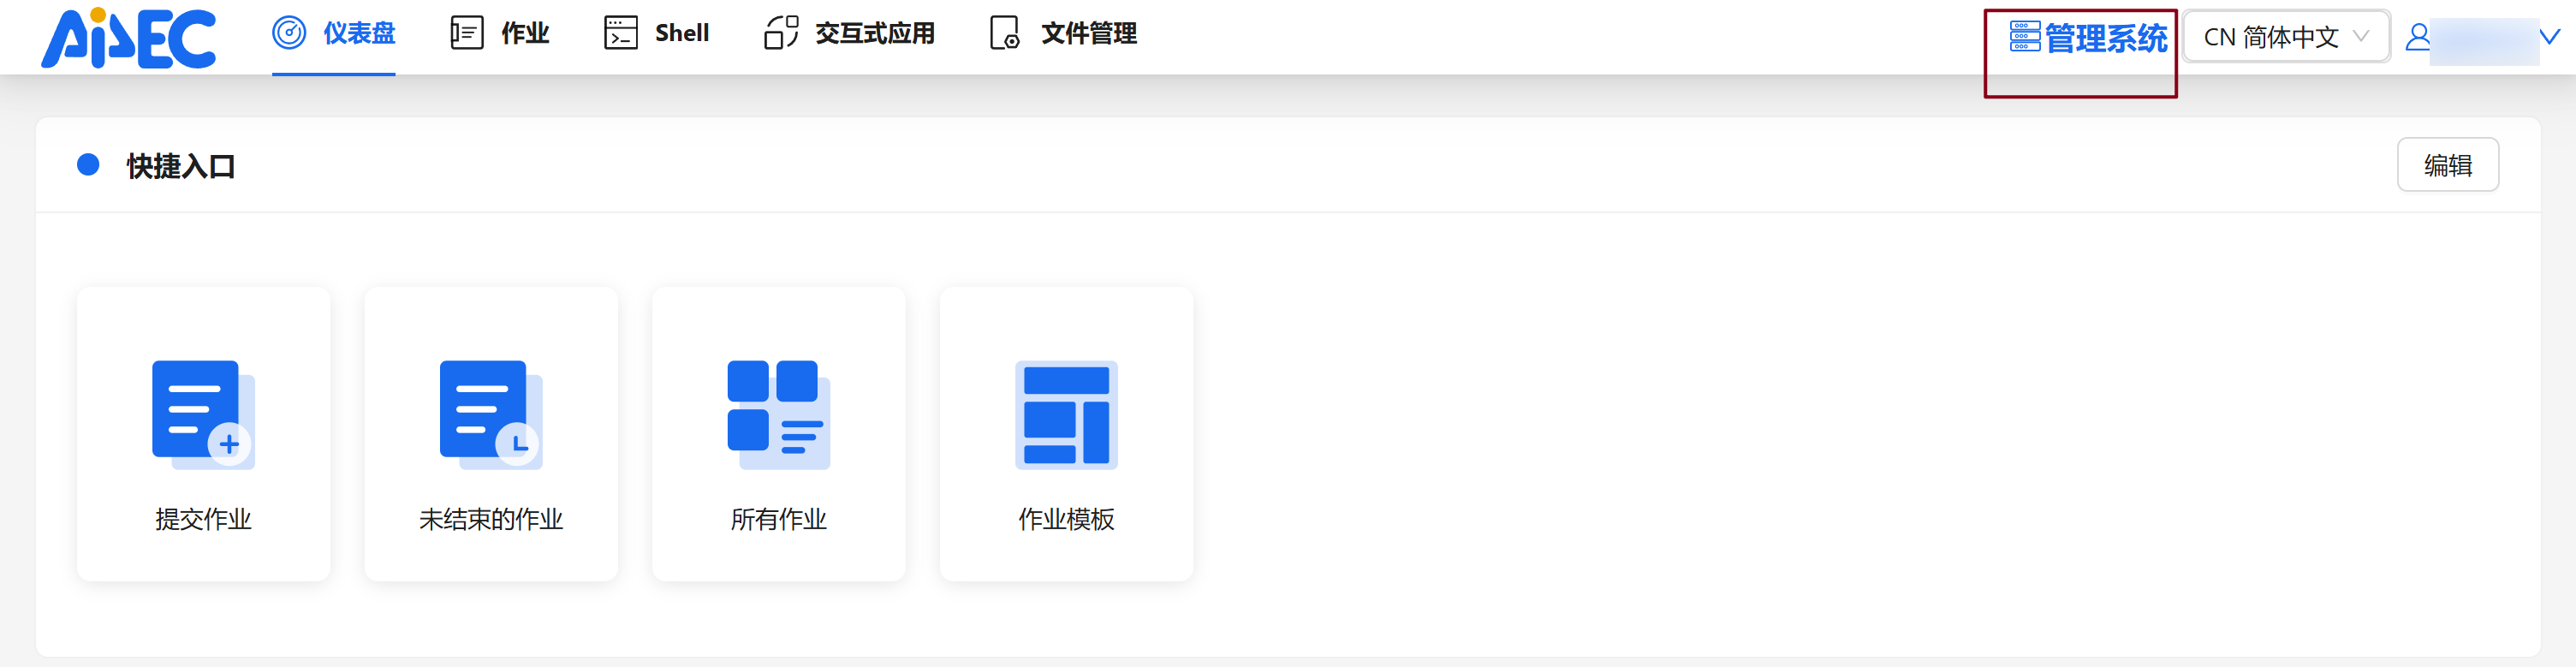 AiSEC 仪表盘 作业 Shell 交互式应用 文件管理 管理系统 CN 简体中文
快捷入口 编辑
提交作业 未结束的作业 所有作业 作业模板